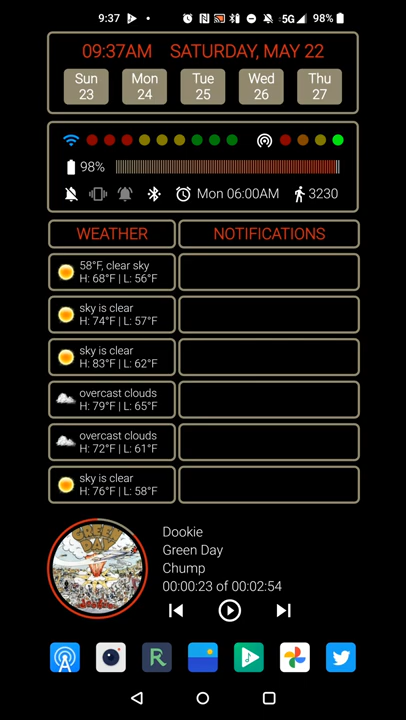 9:37 5G 98%
09:37AM SATURDAY, MAY 22
Sun Mon Tue Wed Thu
23 24 25 26 27
98%
Mon 06:00AM 3230
WEATHER NOTIFICATIONS
58°F, clear sky
H: 68°F | L: 56°F
sky is clear
H: 74°F | L: 57°F
sky is clear
H: 83°F | L: 62°F
overcast clouds
H: 79°F | L: 65°F
overcast clouds
H: 72°F | L: 61°F
sky is clear
H: 76°F | L: 58°F
GREEN DAY
Dookie
Green Day
Chump
00:00:23 of 00:02:54
R